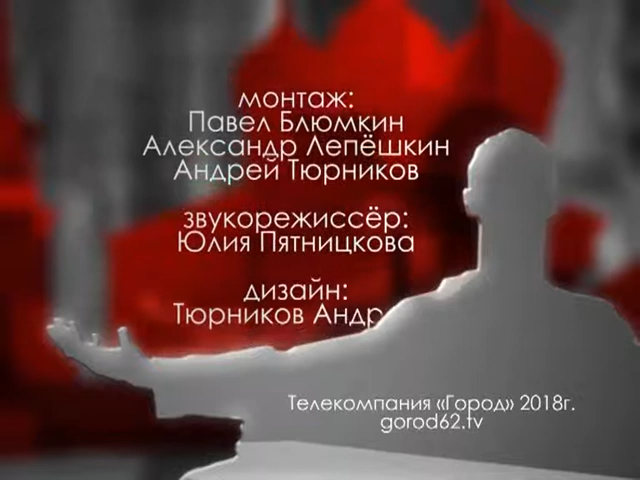 монтаж:
Павел Блюмкин
Александр Лепёшкин
Андрей Тюрников
звукорежиссёр:
Юлия Пятницкова
дизайн:
Тюрников Андр
Телекомпания «Город» 2018г.
gorod62.tv